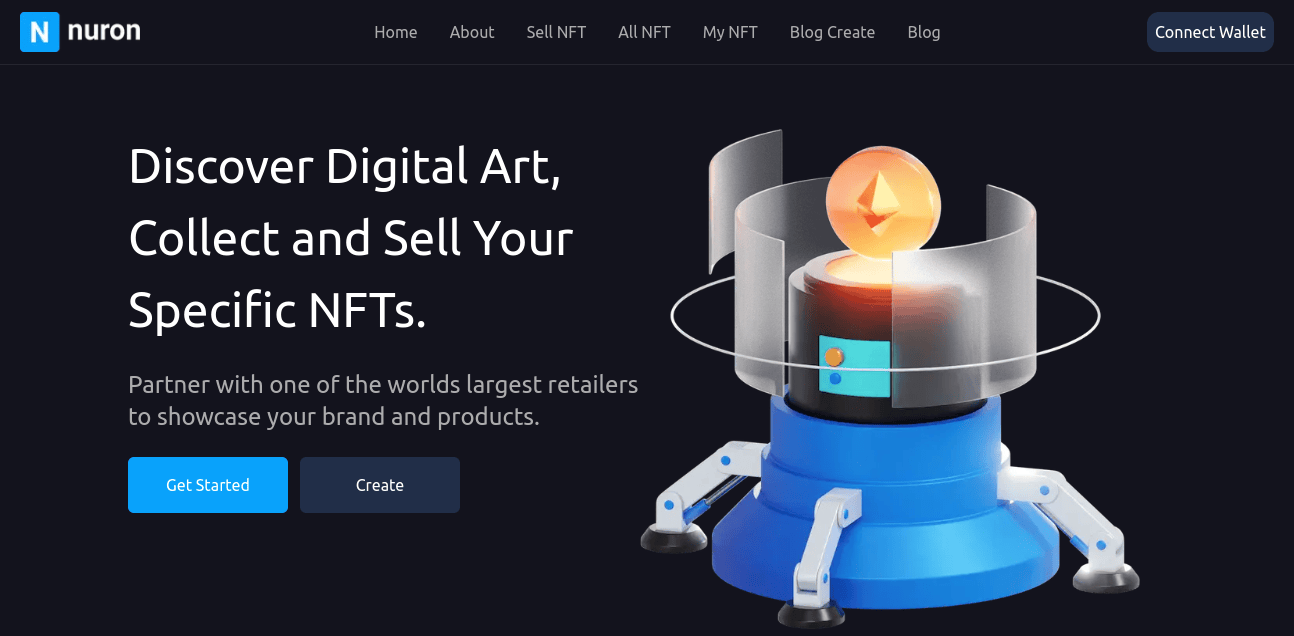 N nuron
Home
About
Sell NFT
All NFT
My NFT
Blog Create
Blog
Connect Wallet
Discover Digital Art,
Collect and Sell Your
Specific NFTs.
Partner with one of the worlds largest retailers
to showcase your brand and products.
Get Started
Create